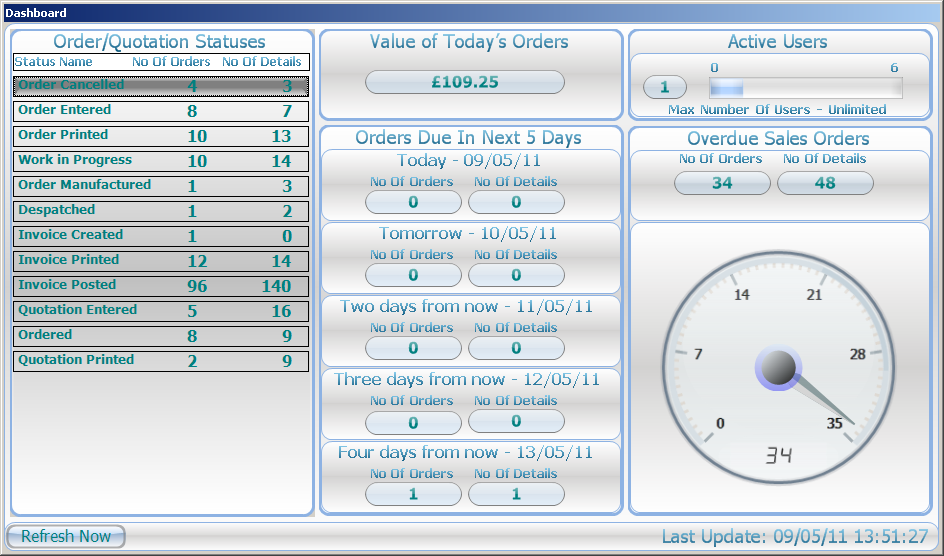 Dashboard
Order/Quotation Statuses
Status Name No Of Orders No Of Details
Order Cancelled 4 3
Order Entered 8 7
Order Printed 10 13
Work in Progress 10 14
Order Manufactured 1 3
Despatched 1 2
Invoice Created 1 0
Invoice Printed 12 14
Invoice Posted 96 140
Quotation Entered 5 16
Ordered 8 9
Quotation Printed 2 9
Value of Today's Orders
£109.25
Orders Due In Next 5 Days
Today - 09/05/11
No Of Orders No Of Details
0 0
Tomorrow - 10/05/11
No Of Orders No Of Details
0 0
Two days from now - 11/05/11
No Of Orders No Of Details
0 0
Three days from now - 12/05/11
No Of Orders No Of Details
0 0
Four days from now - 13/05/11
No Of Orders No Of Details
1 1
Active Users
0 6
1
Max Number Of Users - Unlimited
Overdue Sales Orders
No Of Orders No Of Details
34 48
14 21
7 28
0 35
34
Refresh Now
Last Update: 09/05/11 13:51:27